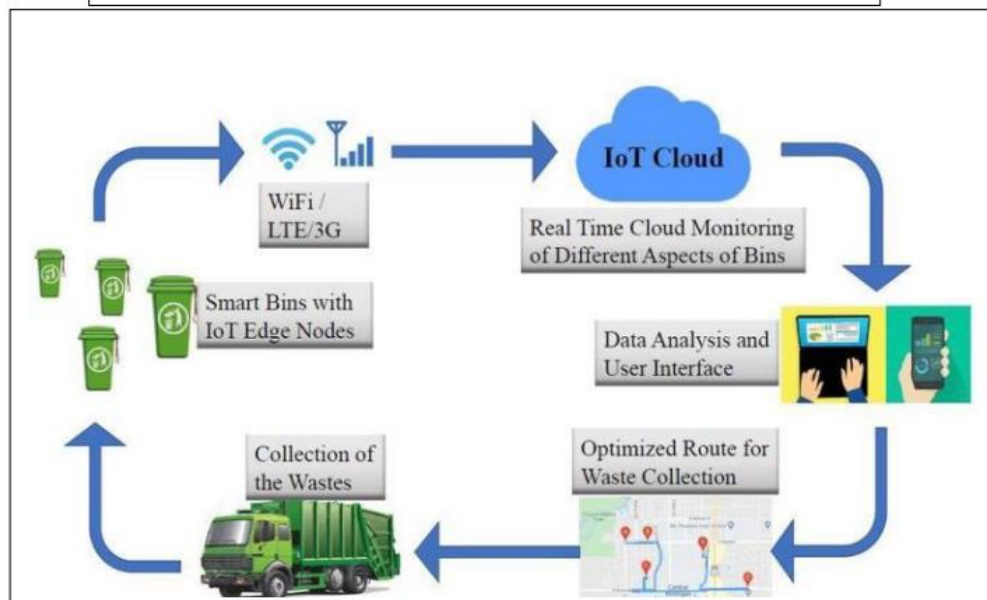 WiFi /
LTE/3G
IoT Cloud
Real Time Cloud Monitoring
of Different Aspects of Bins
Smart Bins with
IoT Edge Nodes
Data Analysis and
User Interface
Collection of
the Wastes
Optimized Route for
Waste Collection